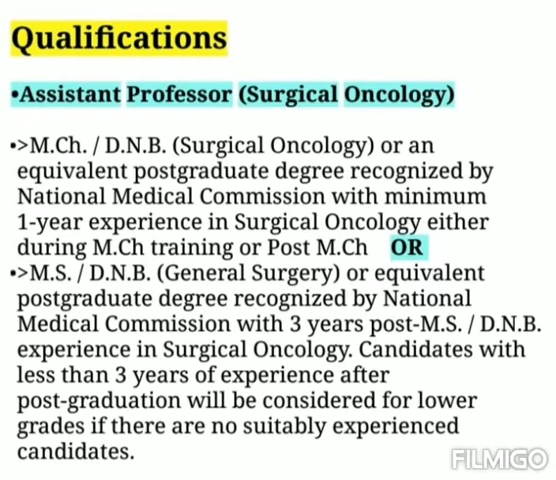 Qualifications
•Assistant Professor (Surgical Oncology)
•>M.Ch. / D.N.B. (Surgical Oncology) or an
equivalent postgraduate degree recognized by
National Medical Commission with minimum
1-year experience in Surgical Oncology either
during M.Ch training or Post M.Ch OR
•>M.S. / D.N.B. (General Surgery) or equivalent
postgraduate degree recognized by National
Medical Commission with 3 years post-M.S. / D.N.B.
experience in Surgical Oncology. Candidates with
less than 3 years of experience after
post-graduation will be considered for lower
grades if there are no suitably experienced
candidates.
FILMIGO